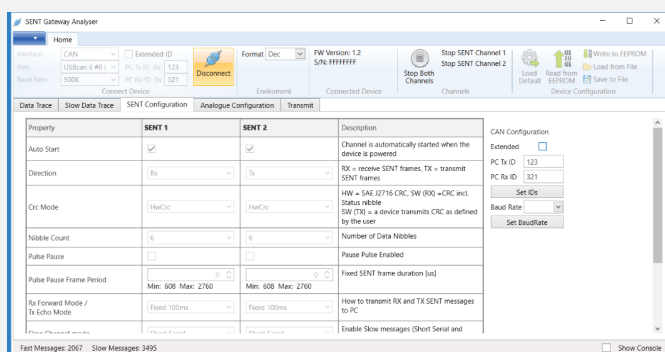 SENT Gateway Analyser
Home
Interface: CAN Extended ID
Port: USBcan II #0 ( PC Tx ID 0x 123
Baud Rate: 500K PC Rx ID 0x 321
Disconnect
Connect Device
Format Dec
Enviroment
FW Version: 1.2
S/N: FFFFFFFF
Connected Device
Stop Both Channels
Stop SENT Channel 1
Stop SENT Channel 2
Channels
Load Default
Read from EEPROM
Write to EEPROM
Load from File
Save to File
Device Configuration
Data Trace Slow Data Trace SENT Configuration Analogue Configuration Transmit
Property SENT 1 SENT 2 Description
Auto Start Channel is automatically started when the device is powered
Direction Rx Tx RX = receive SENT frames, TX = transmit SENT frames
Crc Mode HwCrc HwCrc HW = SAE J2716 CRC, SW (RX) =CRC incl. Status nibble
SW (TX) = a device transmits CRC as defined by the user
Nibble Count 6 6 Number of Data Nibbles
Pulse Pause Pause Pulse Enabled
Pulse Pause Frame Period 0 0 Fixed SENT frame duration [us]
Min: 608 Max: 2760 Min: 608 Max: 2760
Rx Forward Mode / Tx Echo Mode Fixed 100ms Fixed 100ms How to transmit RX and TX SENT messages to PC
Slow Channel mode Short Serial Short Serial Enable Slow messages (Short Serial and
CAN Configuration
Extended
PC Tx ID 123
PC Rx ID 321
Set IDs
Baud Rate
Set BaudRate
Fast Messages: 2067 Slow Messages: 3495 Show Console